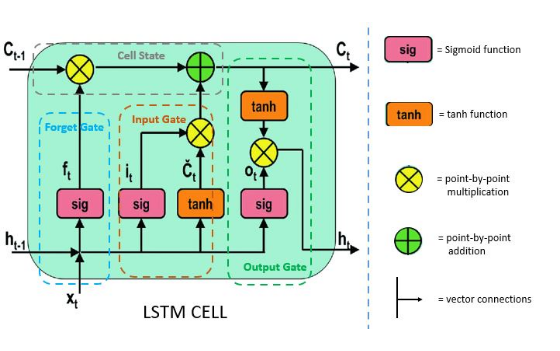 C_t-1
Cell State
C_t
Forget Gate
Input Gate
tanh
f_t
i_t
Č_t
o_t
sig
sig
tanh
sig
h_t-1
h_t
Output Gate
x_t
LSTM CELL
sig = Sigmoid function
tanh = tanh function
= point-by-point
multiplication
= point-by-point
addition
= vector connections